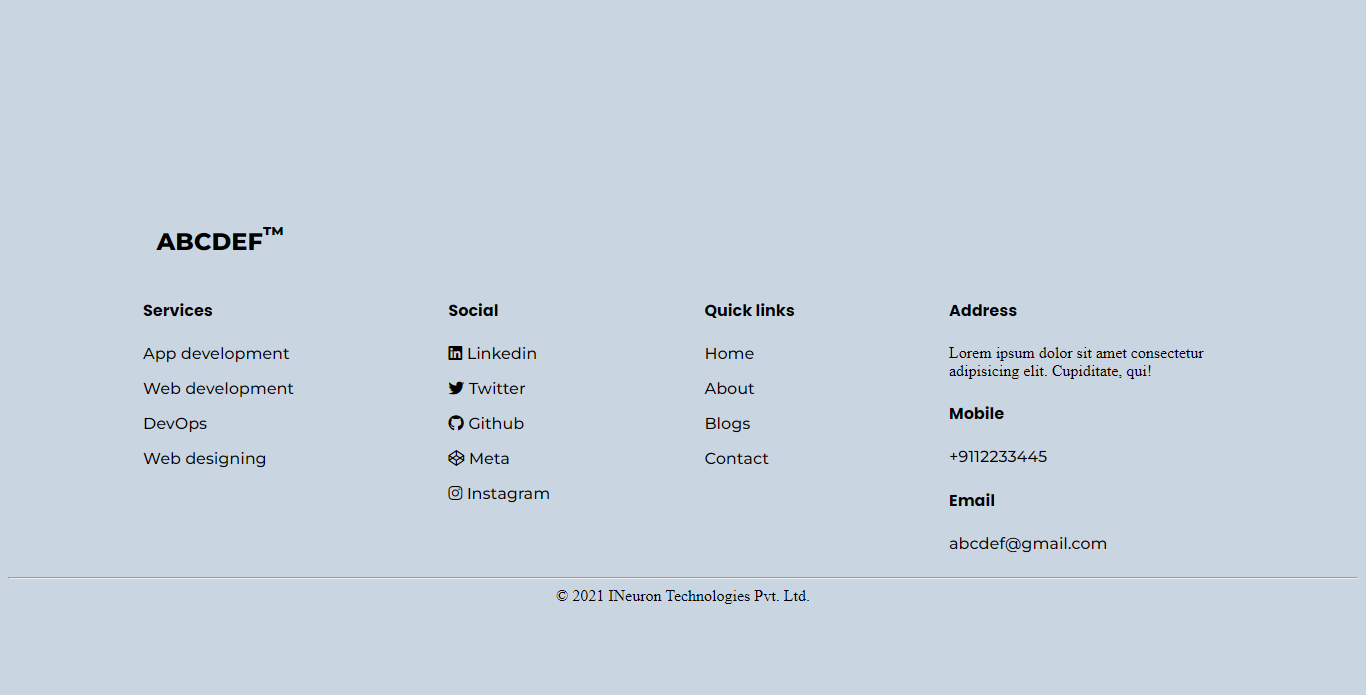 ABCDEF™
Services
App development
Web development
DevOps
Web designing
Social
Linkedin
Twitter
Github
Meta
Instagram
Quick links
Home
About
Blogs
Contact
Address
Lorem ipsum dolor sit amet consectetur
adipisicing elit. Cupiditate, qui!
Mobile
+9112233445
Email
abcdef@gmail.com
© 2021 INeuron Technologies Pvt. Ltd.